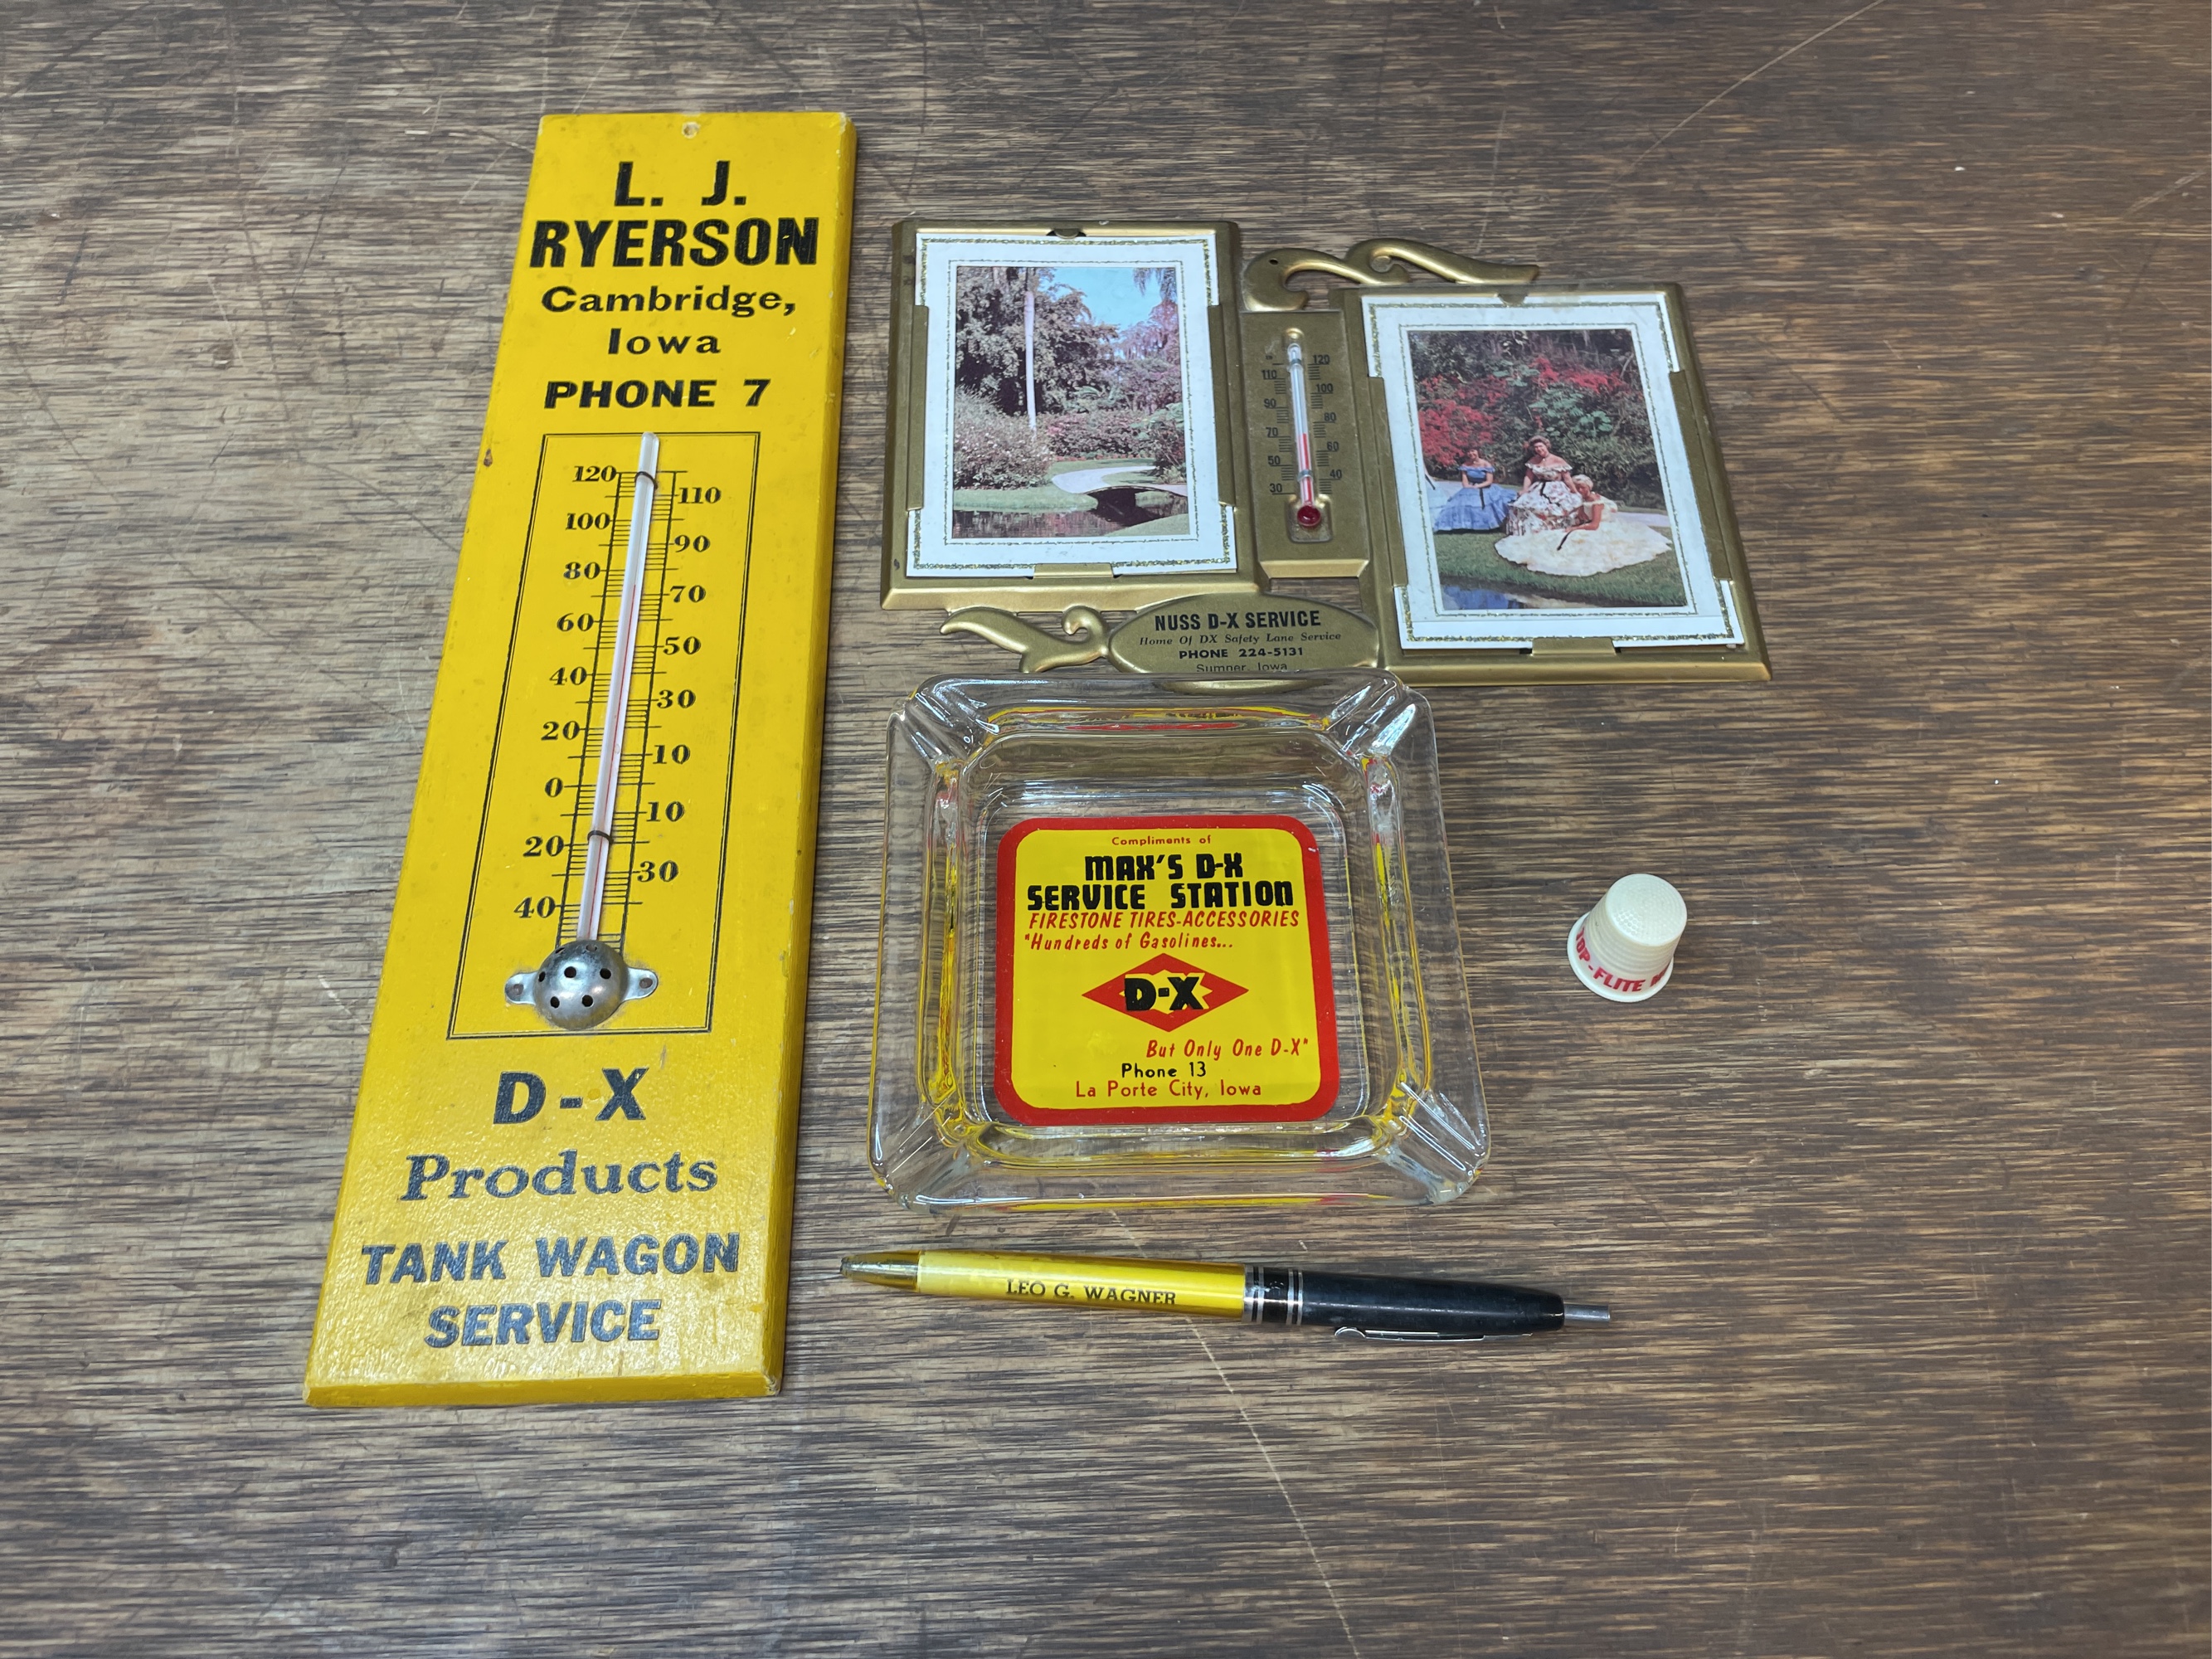 L. J.
RYERSON
Cambridge,
Iowa
PHONE 7
120
110
100
90
80
70
60
50
40
30
20
10
0
10
20
30
40
D-X
Products
TANK WAGON
SERVICE
120
110
100
90
80
70
60
50
40
30
NUSS D-X SERVICE
Home Of DX Safety Lane Service
PHONE 224-5131
Sumner, Iowa
Compliments of
MAX'S D-X
SERVICE STATION
FIRESTONE TIRES-ACCESSORIES
"Hundreds of Gasolines...
D-X
But Only One D-X"
Phone 13
La Porte City, Iowa
TOP-FLITE
LEO G. WAGNER